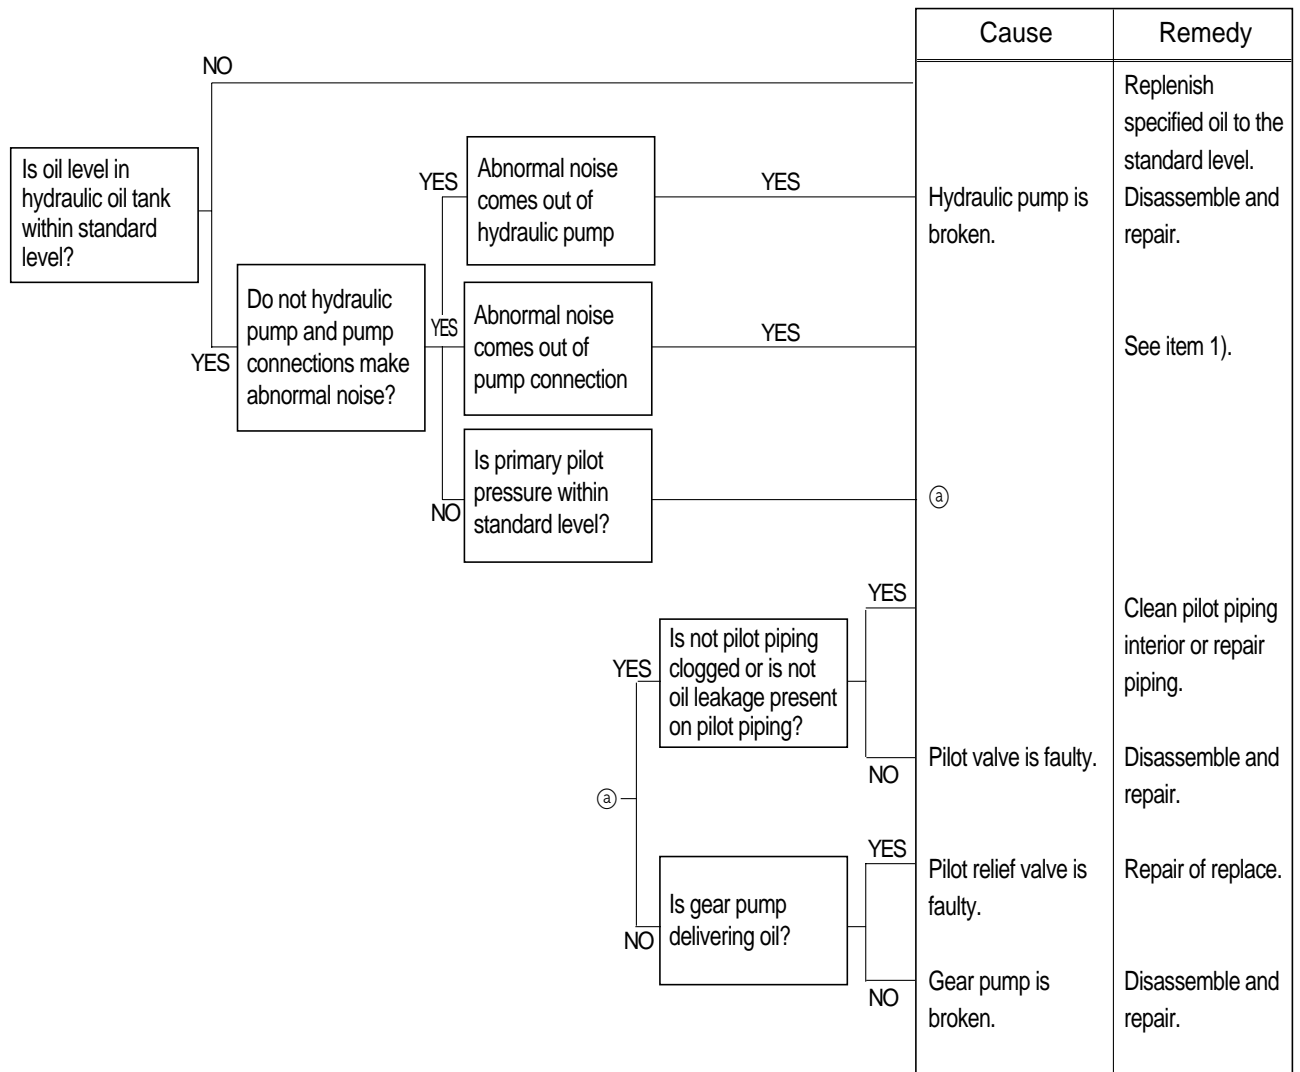 Cause
Remedy
NO
Replenish
specified oil to the
standard level.
Is oil level in
hydraulic oil tank
within standard
level?
YES
Abnormal noise
comes out of
hydraulic pump
YES
Hydraulic pump is
broken.
Disassemble and
repair.
YES
Do not hydraulic
pump and pump
connections make
abnormal noise?
YES
Abnormal noise
comes out of
pump connection
YES
See item 1).
NO
Is primary pilot
pressure within
standard level?
ⓐ
ⓐ
YES
Is not pilot piping
clogged or is not
oil leakage present
on pilot piping?
YES
Clean pilot piping
interior or repair
piping.
NO
Pilot valve is faulty.
Disassemble and
repair.
NO
Is gear pump
delivering oil?
YES
Pilot relief valve is
faulty.
Repair of replace.
NO
Gear pump is
broken.
Disassemble and
repair.